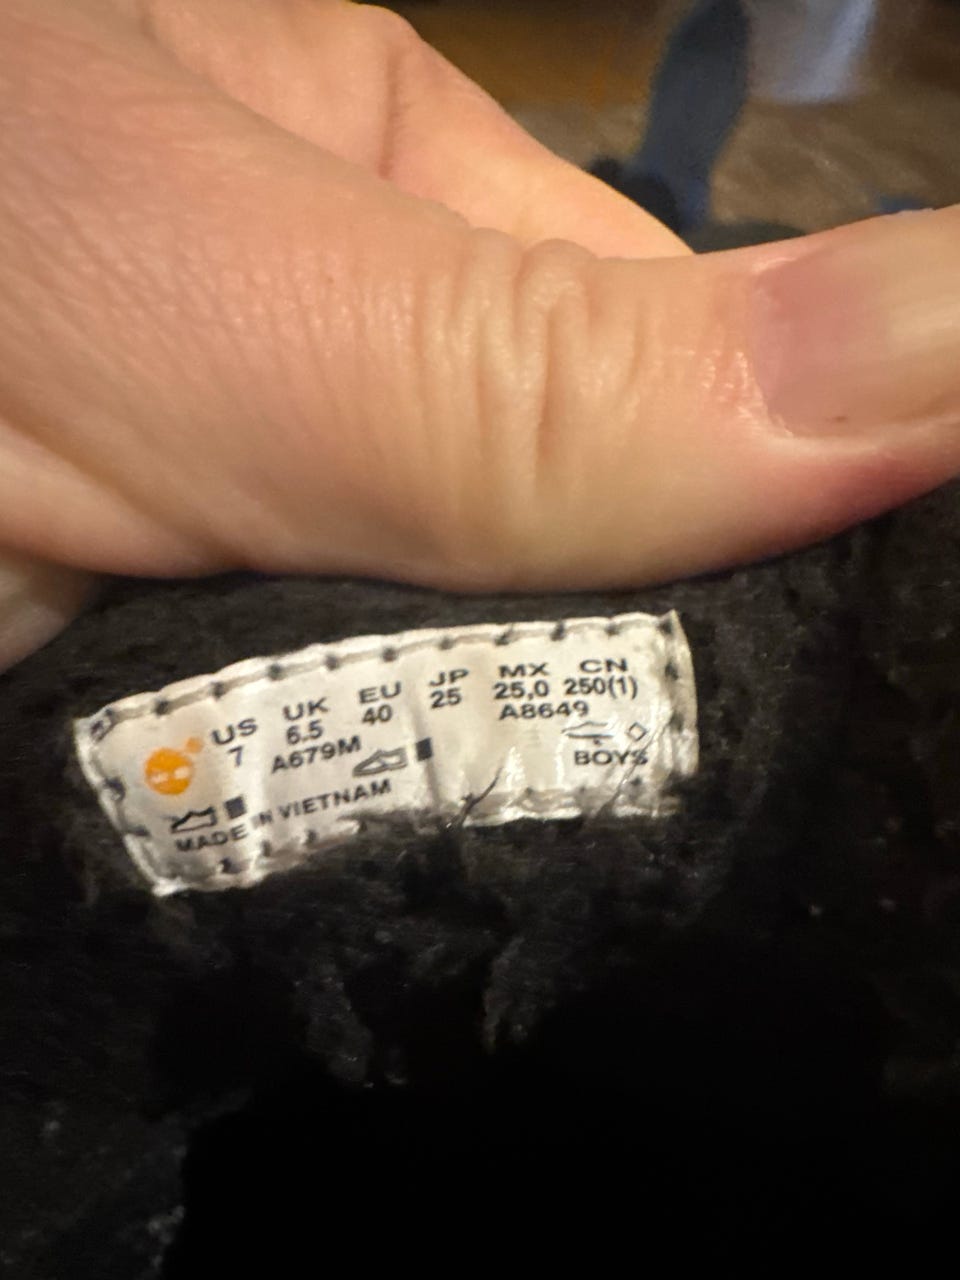 US UK EU JP MX CN
7 6.5 40 25 25,0 250(1)
A679M A8649
BOYS
MADE IN VIETNAM